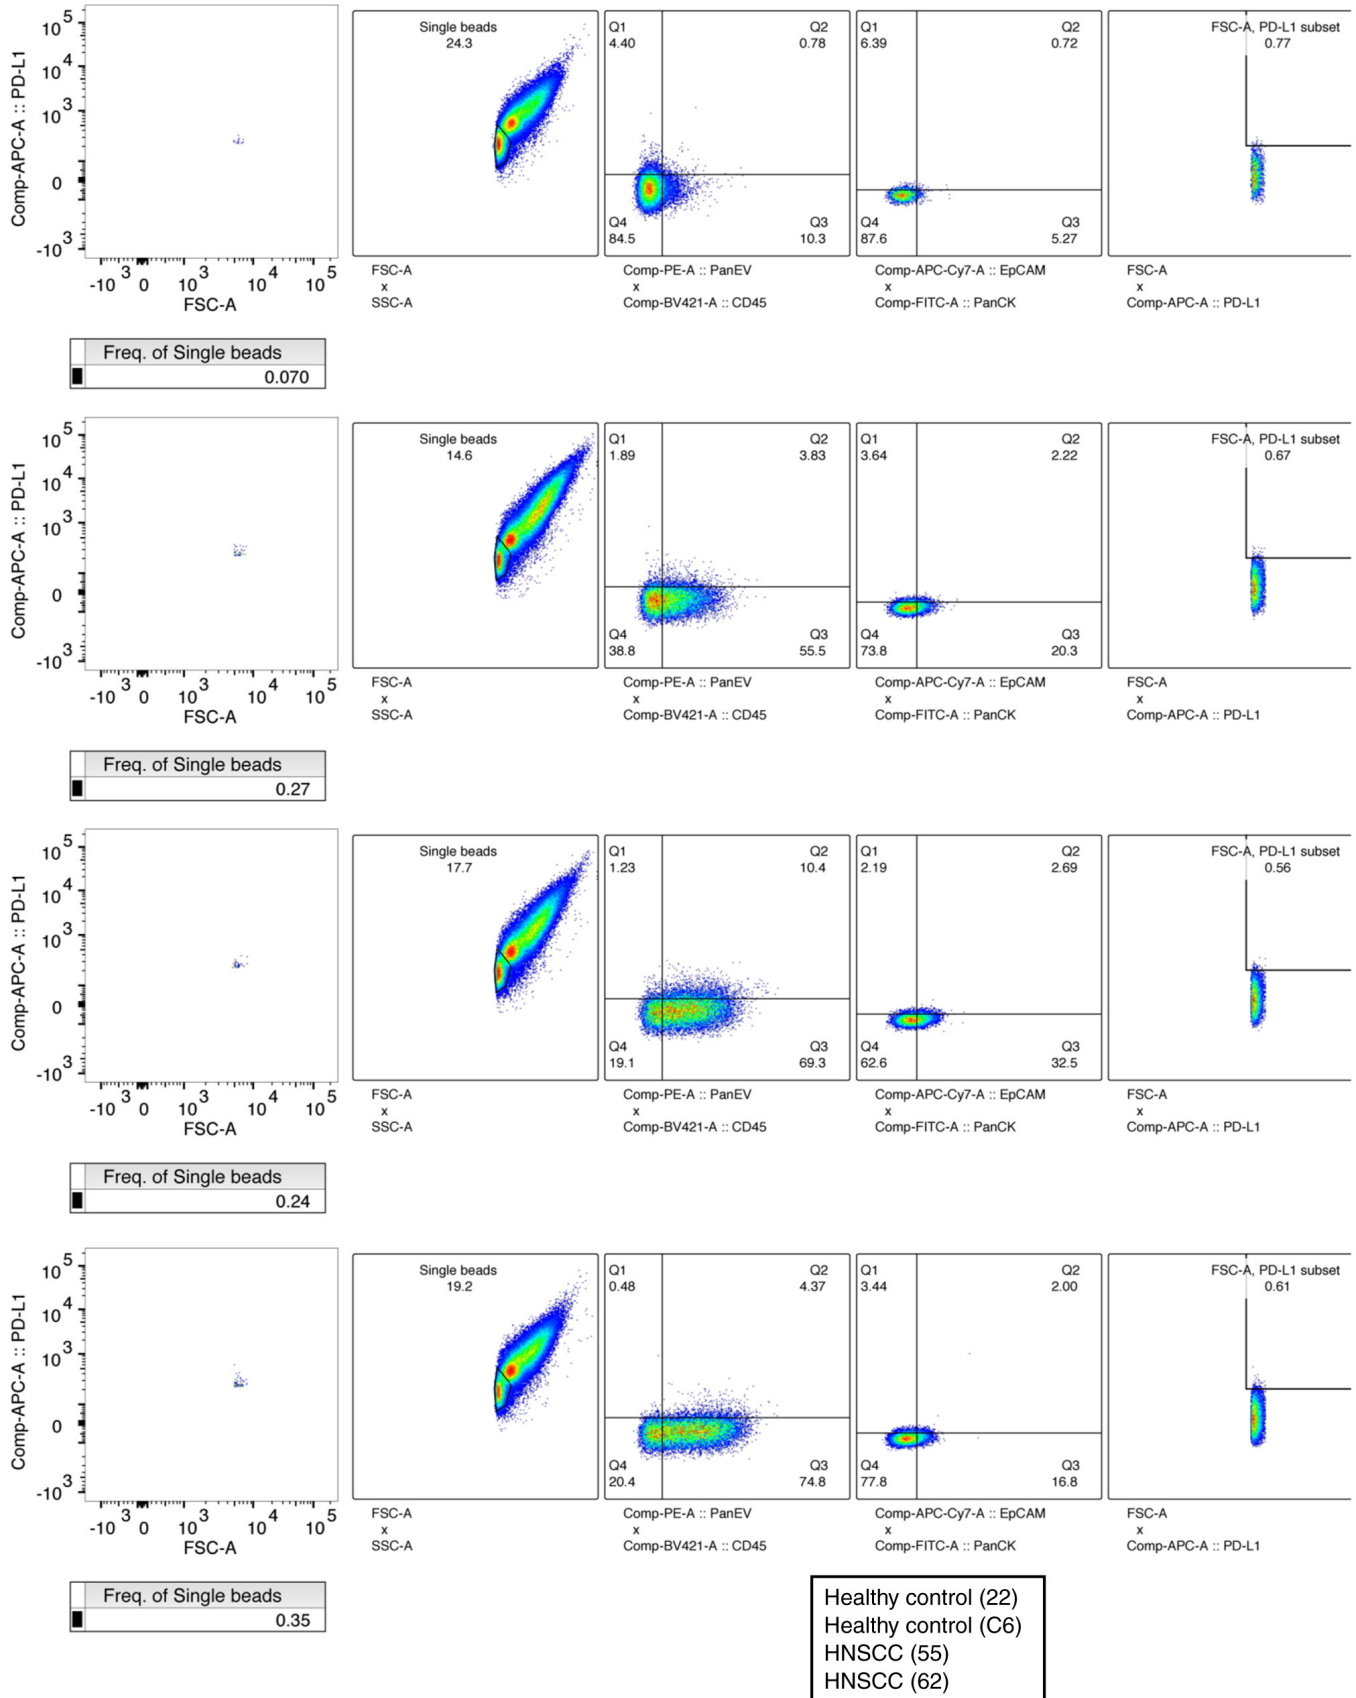 Comp-APC-A :: PD-L1
10 5
10 4
10 3
0
-10 3
-10 3 0 10 3 10 4 10 5
FSC-A
Single beads
24.3
FSC-A
x
SSC-A
Q1
4.40
Q2
0.78
Q4
84.5
Q3
10.3
Comp-PE-A :: PanEV
x
Comp-BV421-A :: CD45
Q1
6.39
Q2
0.72
Q4
87.6
Q3
5.27
Comp-APC-Cy7-A :: EpCAM
x
Comp-FITC-A :: PanCK
FSC-A, PD-L1 subset
0.77
FSC-A
x
Comp-APC-A :: PD-L1
Freq. of Single beads
0.070
Comp-APC-A :: PD-L1
10 5
10 4
10 3
0
-10 3
-10 3 0 10 3 10 4 10 5
FSC-A
Single beads
14.6
FSC-A
x
SSC-A
Q1
1.89
Q2
3.83
Q4
38.8
Q3
55.5
Comp-PE-A :: PanEV
x
Comp-BV421-A :: CD45
Q1
3.64
Q2
2.22
Q4
73.8
Q3
20.3
Comp-APC-Cy7-A :: EpCAM
x
Comp-FITC-A :: PanCK
FSC-A, PD-L1 subset
0.67
FSC-A
x
Comp-APC-A :: PD-L1
Freq. of Single beads
0.27
Comp-APC-A :: PD-L1
10 5
10 4
10 3
0
-10 3
-10 3 0 10 3 10 4 10 5
FSC-A
Single beads
17.7
FSC-A
x
SSC-A
Q1
1.23
Q2
10.4
Q4
19.1
Q3
69.3
Comp-PE-A :: PanEV
x
Comp-BV421-A :: CD45
Q1
2.19
Q2
2.69
Q4
62.6
Q3
32.5
Comp-APC-Cy7-A :: EpCAM
x
Comp-FITC-A :: PanCK
FSC-A, PD-L1 subset
0.56
FSC-A
x
Comp-APC-A :: PD-L1
Freq. of Single beads
0.24
Comp-APC-A :: PD-L1
10 5
10 4
10 3
0
-10 3
-10 3 0 10 3 10 4 10 5
FSC-A
Single beads
19.2
FSC-A
x
SSC-A
Q1
0.48
Q2
4.37
Q4
20.4
Q3
74.8
Comp-PE-A :: PanEV
x
Comp-BV421-A :: CD45
Q1
3.44
Q2
2.00
Q4
77.8
Q3
16.8
Comp-APC-Cy7-A :: EpCAM
x
Comp-FITC-A :: PanCK
FSC-A, PD-L1 subset
0.61
FSC-A
x
Comp-APC-A :: PD-L1
Freq. of Single beads
0.35
Healthy control (22)
Healthy control (C6)
HNSCC (55)
HNSCC (62)